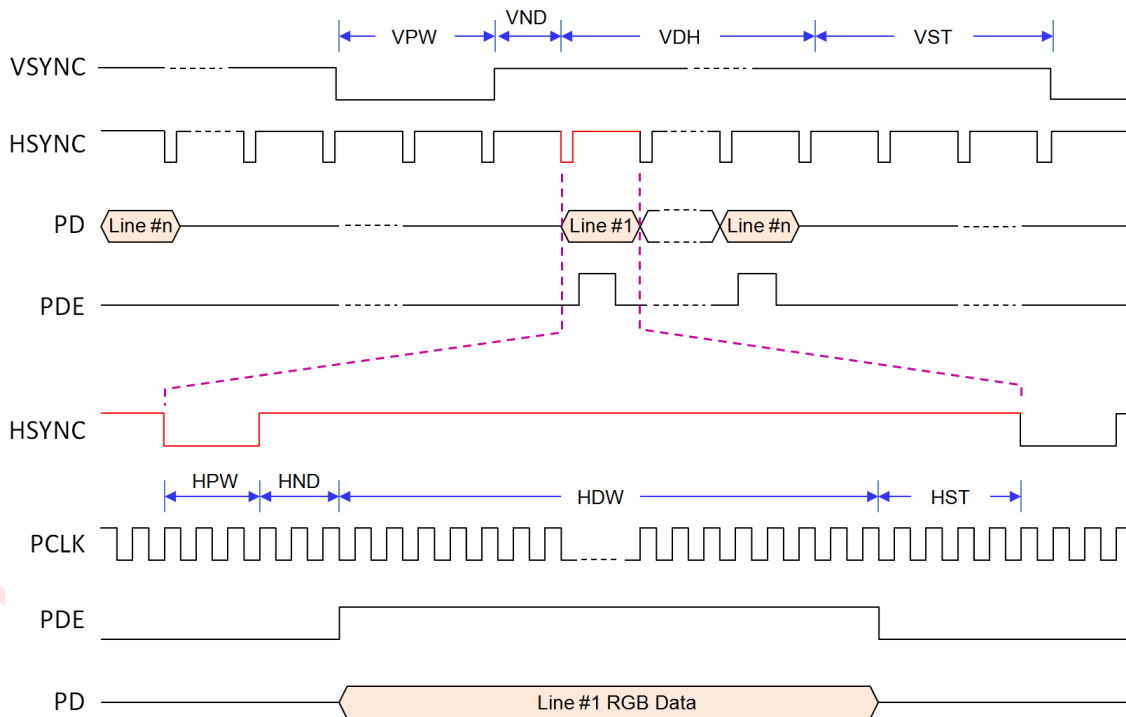 VND
VPW
VDH
VST
VSYNC
HSYNC
PD
Line #n
Line #1
Line #n
PDE
HSYNC
HPW
HND
HDW
HST
PCLK
PDE
PD
Line #1 RGB Data